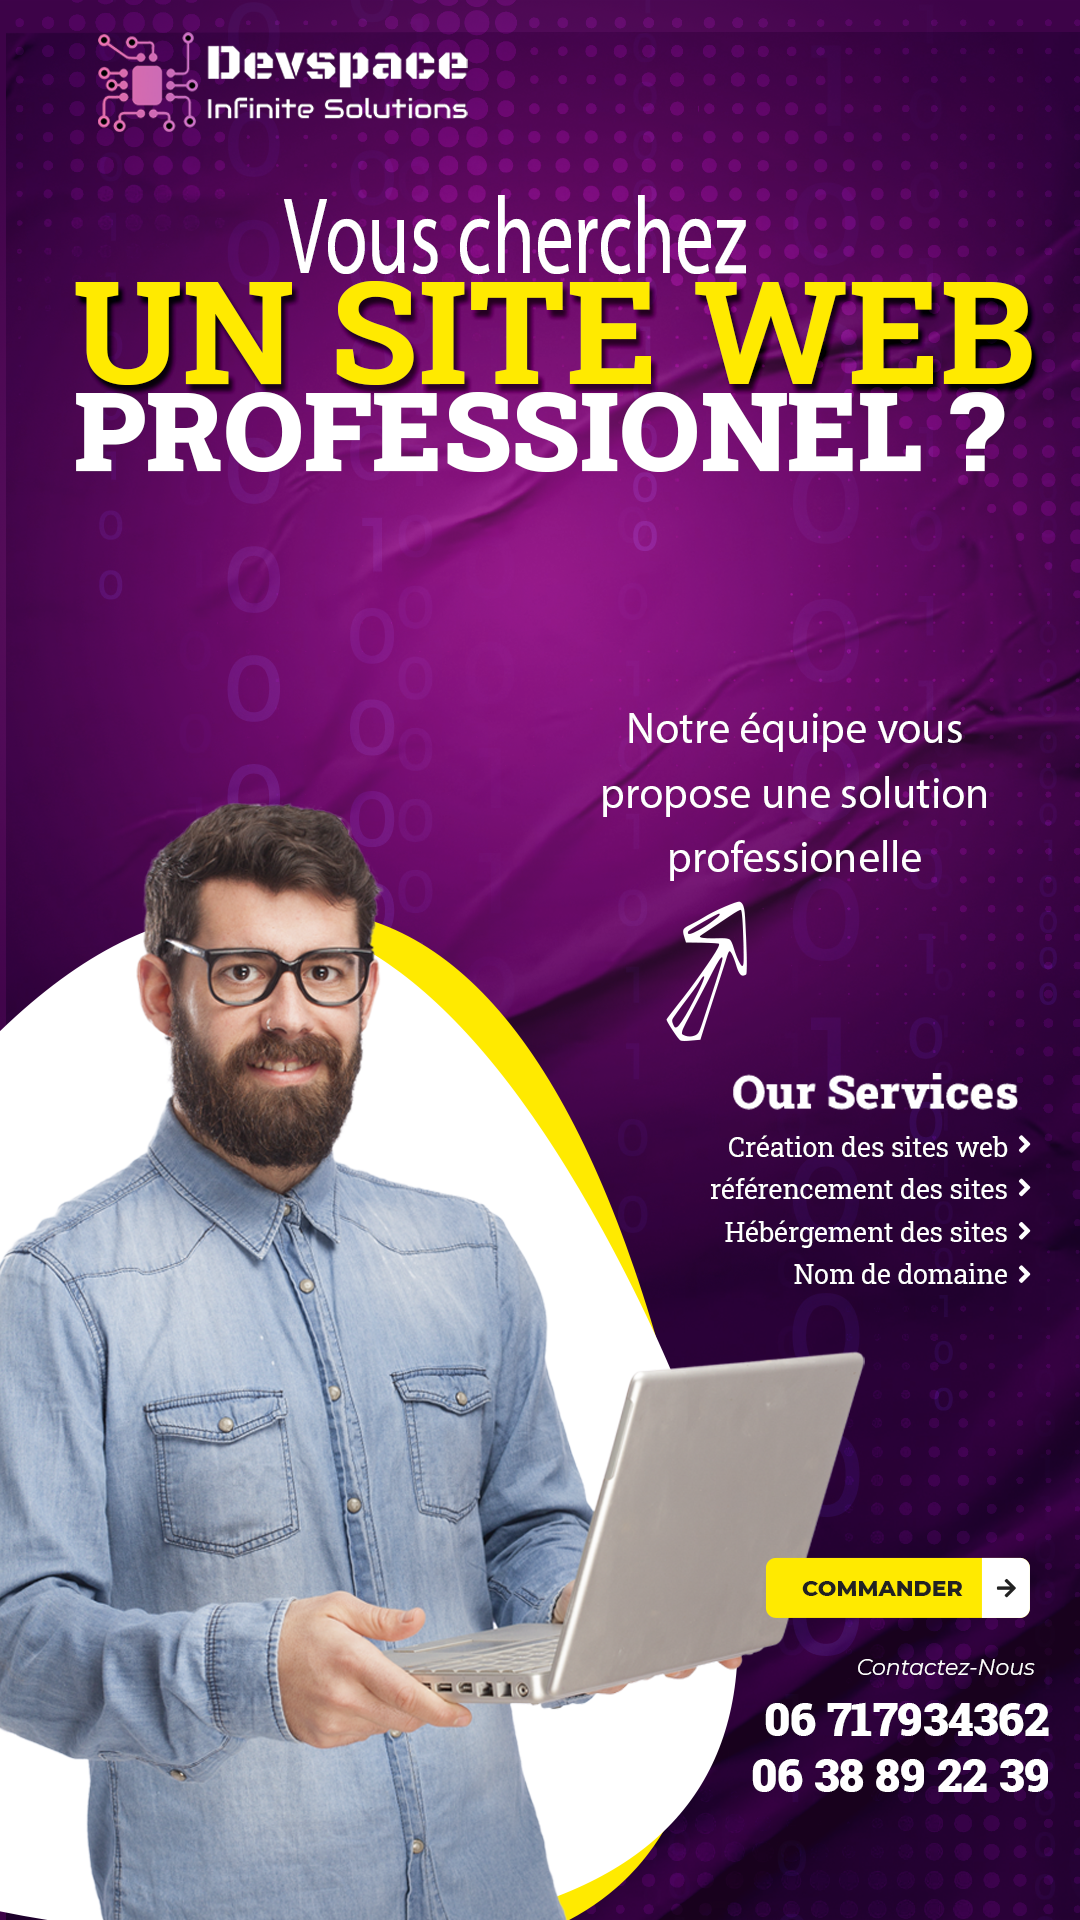 Devspace
Infinite Solutions
Vous cherchez
UN SITE WEB
PROFESSIONEL ?
Notre équipe vous
propose une solution
professionelle
Our Services
Création des sites web
référencement des sites
Hébérgement des sites
Nom de domaine
COMMANDER
Contactez-Nous
06 717934362
06 38 89 22 39